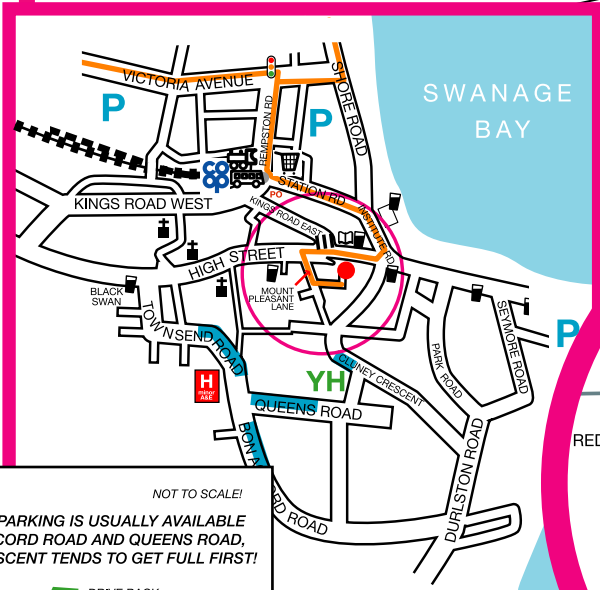 VICTORIA AVENUE
SHORE ROAD
SWANAGE
BAY
P
P
REMPSTON RD
co
op
PO
STATION RD
KINGS ROAD WEST
KINGS ROAD EAST
INSTITUTE RD
HIGH STREET
MOUNT
PLEASANT
LANE
BLACK
SWAN
TOWNSEND ROAD
SEYMORE ROAD
P
PARK ROAD
CLUNEY CRESCENT
YH
H
minor
A&E
QUEENS ROAD
BON A
RD ROAD
DURLSTON ROAD
RED
NOT TO SCALE!
PARKING IS USUALLY AVAILABLE
CORD ROAD AND QUEENS ROAD,
SCENT TENDS TO GET FULL FIRST!